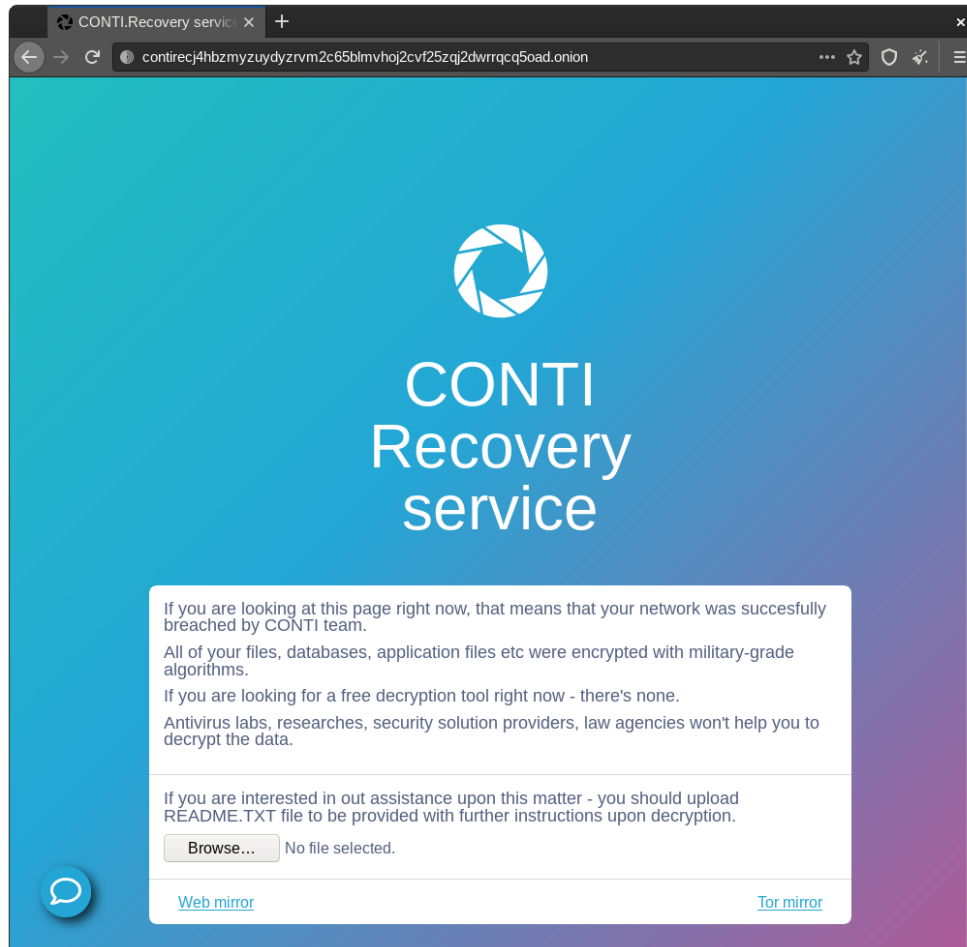 CONTI.Recovery service
contirecj4hbzmyzuydyzrvm2c65blmvhoj2cvf25zqj2dwrrqcq5oad.onion
CONTI
Recovery
service
If you are looking at this page right now, that means that your network was succesfully
breached by CONTI team.
All of your files, databases, application files etc were encrypted with military-grade
algorithms.
If you are looking for a free decryption tool right now - there's none.
Antivirus labs, researches, security solution providers, law agencies won't help you to
decrypt the data.
If you are interested in out assistance upon this matter - you should upload
README.TXT file to be provided with further instructions upon decryption.
Browse… No file selected.
Web mirror Tor mirror